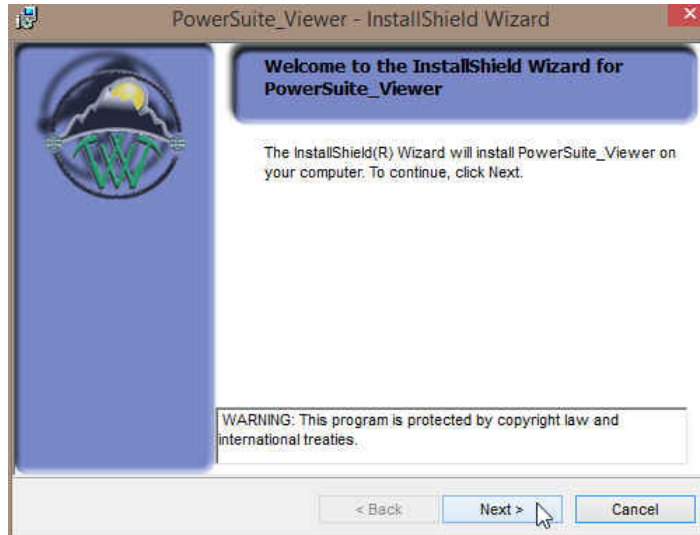 PowerSuite_Viewer - InstallShield Wizard
Welcome to the InstallShield Wizard for
PowerSuite_Viewer
The InstallShield(R) Wizard will install PowerSuite_Viewer on
your computer. To continue, click Next.
WARNING: This program is protected by copyright law and
international treaties.
< Back
Next >
Cancel